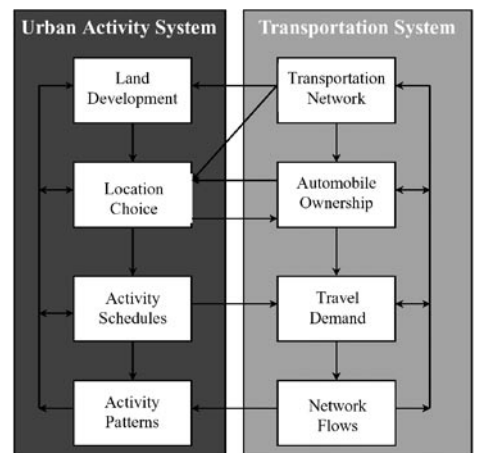 Urban Activity System
Transportation System
Land
Development
Transportation
Network
Location
Choice
Automobile
Ownership
Activity
Schedules
Travel
Demand
Activity
Patterns
Network
Flows